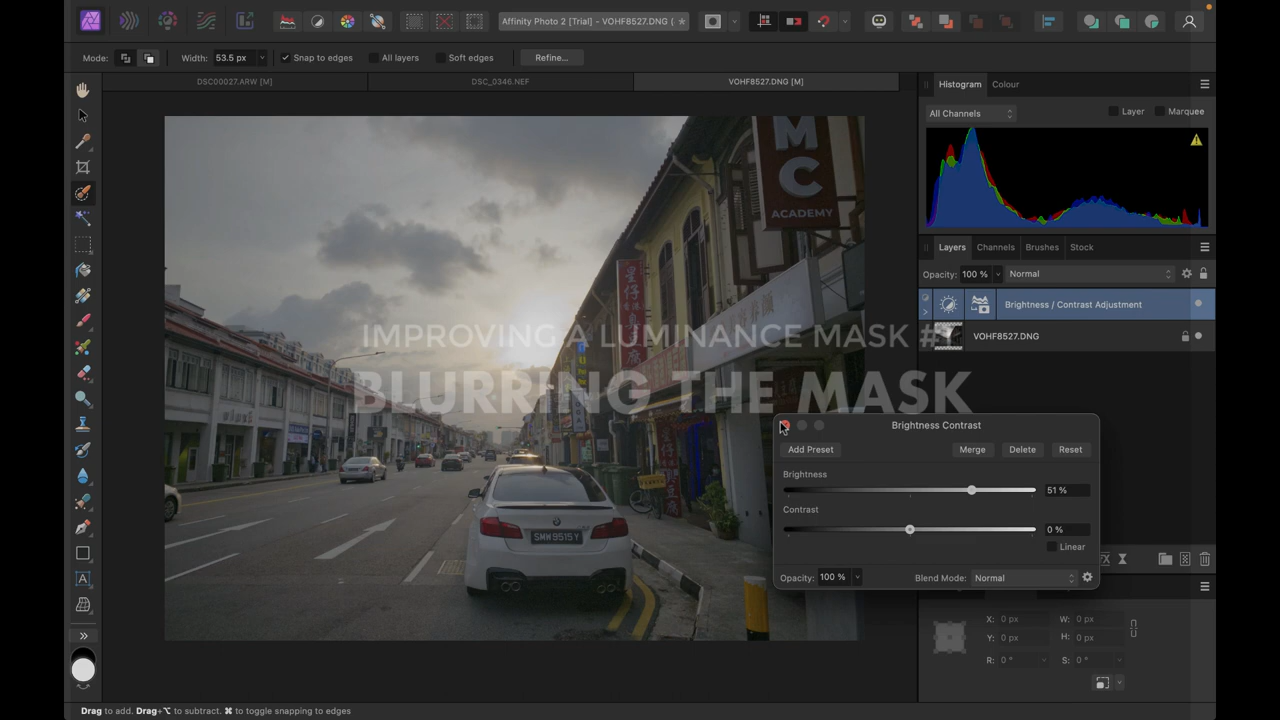 Affinity Photo 2 [Trial] - VOHF8527.DNG (
Mode:
Width: 53.5 px
Snap to edges
All layers
Soft edges
Refine...
DSC00027.ARW [M]
DSC_0346.NEF
VOHF8527.DNG [M]
Histogram
Colour
All Channels
Layer
Marquee
Layers
Channels
Brushes
Stock
Opacity: 100 %
Normal
Brightness / Contrast Adjustment
VOHF8527.DNG
MC
ACADEMY
IMPROVING A LUMINANCE MASK #1
BLURRING THE MASK
SMW9515Y
Brightness Contrast
Add Preset
Merge
Delete
Reset
Brightness
51 %
Contrast
0 %
Linear
Opacity: 100 %
Blend Mode: Normal
X: 0 px
W: 0 px
Y: 0 px
H: 0 px
R: 0 °
S: 0 °
Drag to add. Drag+⌥ to subtract. ⌘ to toggle snapping to edges